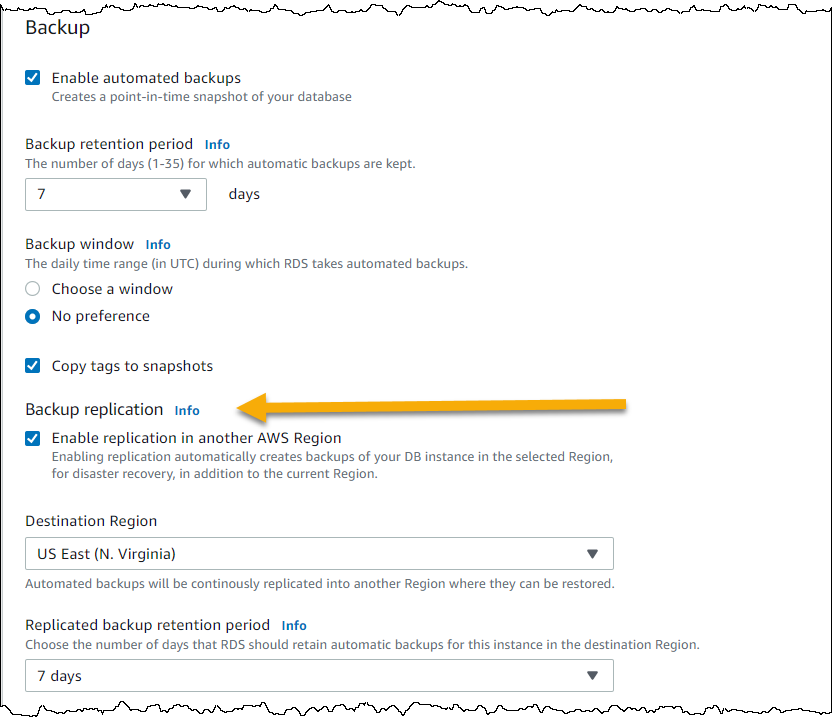 Backup
Enable automated backups
Creates a point-in-time snapshot of your database
Backup retention period Info
The number of days (1-35) for which automatic backups are kept.
7 days
Backup window Info
The daily time range (in UTC) during which RDS takes automated backups.
Choose a window
No preference
Copy tags to snapshots
Backup replication Info
Enable replication in another AWS Region
Enabling replication automatically creates backups of your DB instance in the selected Region,
for disaster recovery, in addition to the current Region.
Destination Region
US East (N. Virginia)
Automated backups will be continously replicated into another Region where they can be restored.
Replicated backup retention period Info
Choose the number of days that RDS should retain automatic backups for this instance in the destination Region.
7 days